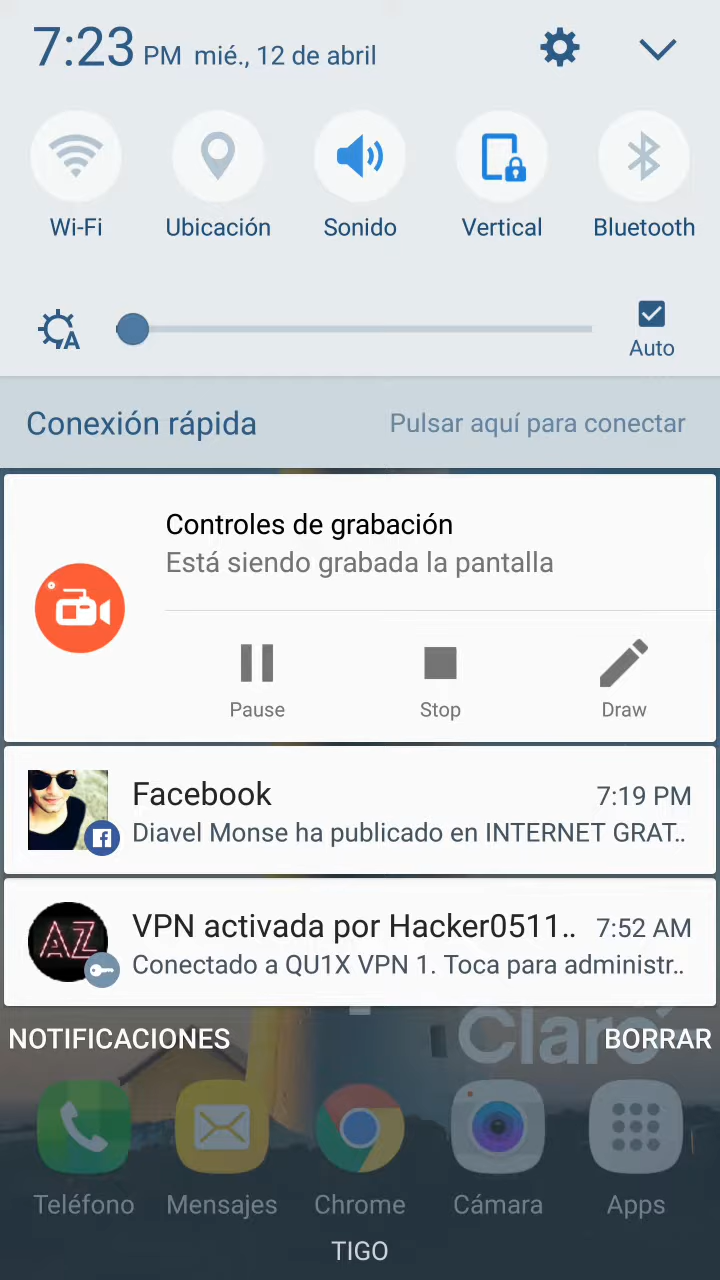 7:23 PM mié., 12 de abril
Wi-Fi Ubicación Sonido Vertical Bluetooth
A Auto
Conexión rápida Pulsar aquí para conectar
Controles de grabación
Está siendo grabada la pantalla
Pause Stop Draw
Facebook 7:19 PM
Diavel Monse ha publicado en INTERNET GRAT..
AZ
VPN activada por Hacker0511.. 7:52 AM
Conectado a QU1X VPN 1. Toca para administr..
Claro
NOTIFICACIONES BORRAR
Teléfono Mensajes Chrome Cámara Apps
TIGO